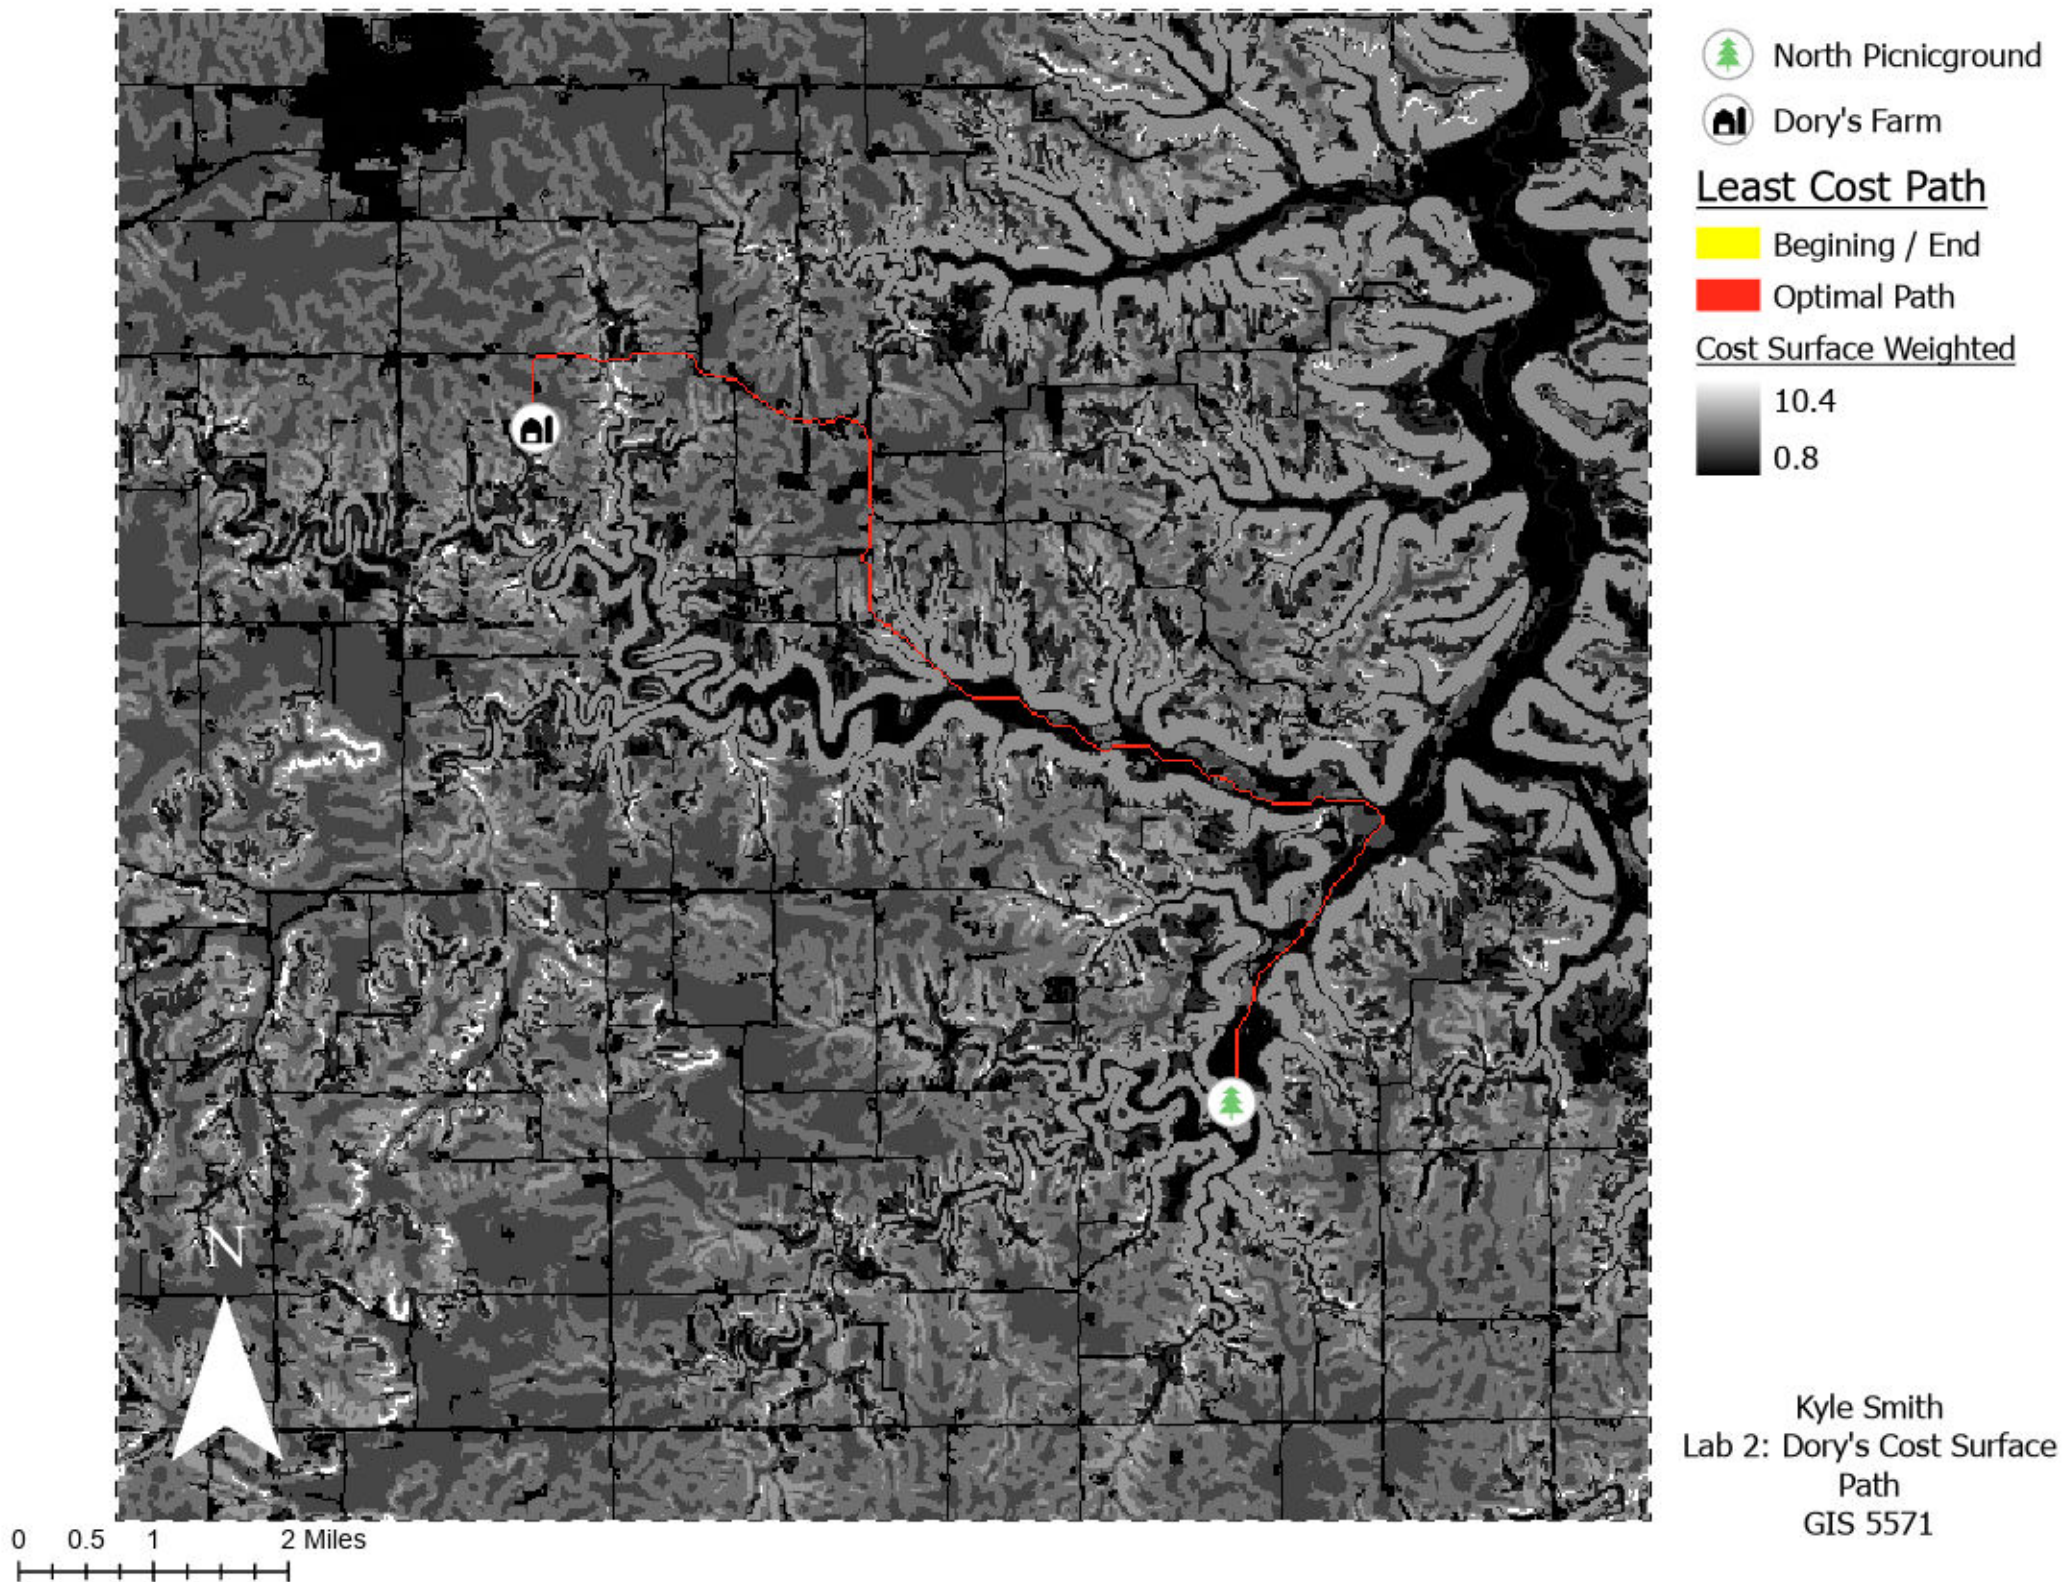 North Picnicground
Dory's Farm
Least Cost Path
Begining / End
Optimal Path
Cost Surface Weighted
10.4
0.8
N
0 0.5 1 2 Miles
Kyle Smith
Lab 2: Dory's Cost Surface
Path
GIS 5571